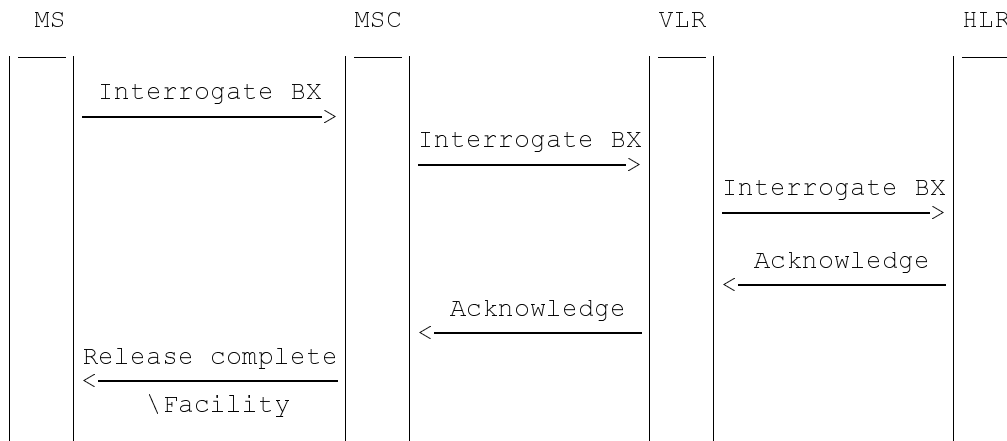 MS MSC VLR HLR
Interrogate BX
Interrogate BX
Interrogate BX
Acknowledge
Acknowledge
Release complete
\Facility